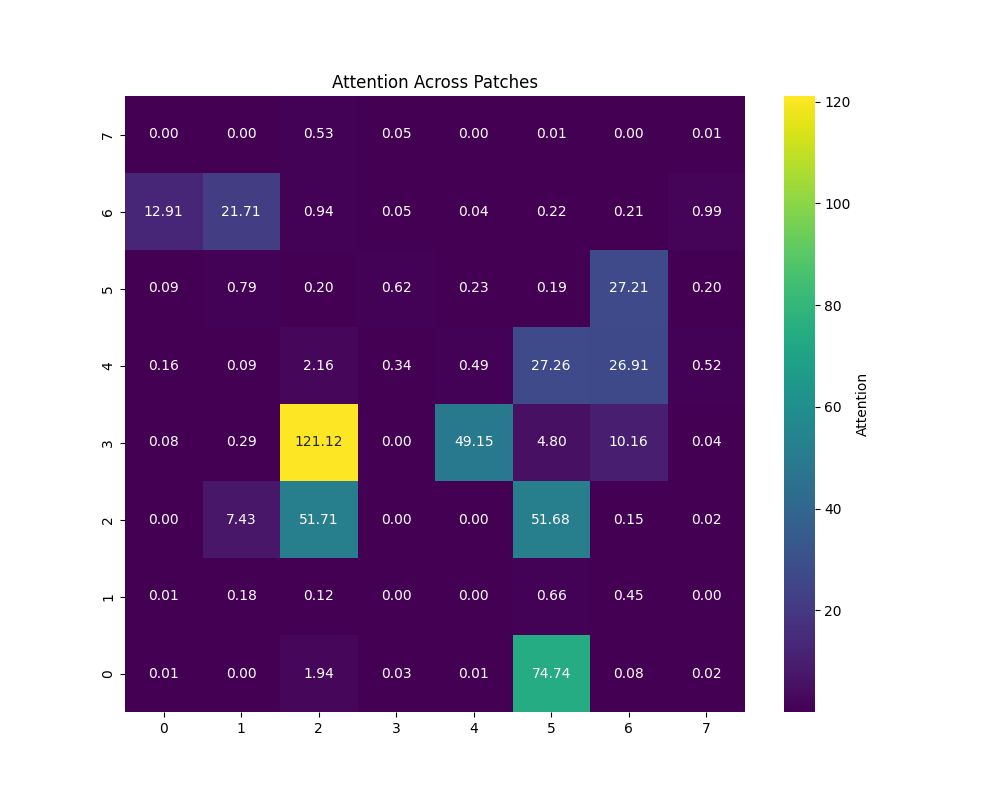 Attention Across Patches
7 0.00 0.00 0.53 0.05 0.00 0.01 0.00 0.01
6 12.91 21.71 0.94 0.05 0.04 0.22 0.21 0.99
5 0.09 0.79 0.20 0.62 0.23 0.19 27.21 0.20
4 0.16 0.09 2.16 0.34 0.49 27.26 26.91 0.52
3 0.08 0.29 121.12 0.00 49.15 4.80 10.16 0.04
2 0.00 7.43 51.71 0.00 0.00 51.68 0.15 0.02
1 0.01 0.18 0.12 0.00 0.00 0.66 0.45 0.00
0 0.01 0.00 1.94 0.03 0.01 74.74 0.08 0.02
0 1 2 3 4 5 6 7
120
100
80
60
40
20
Attention